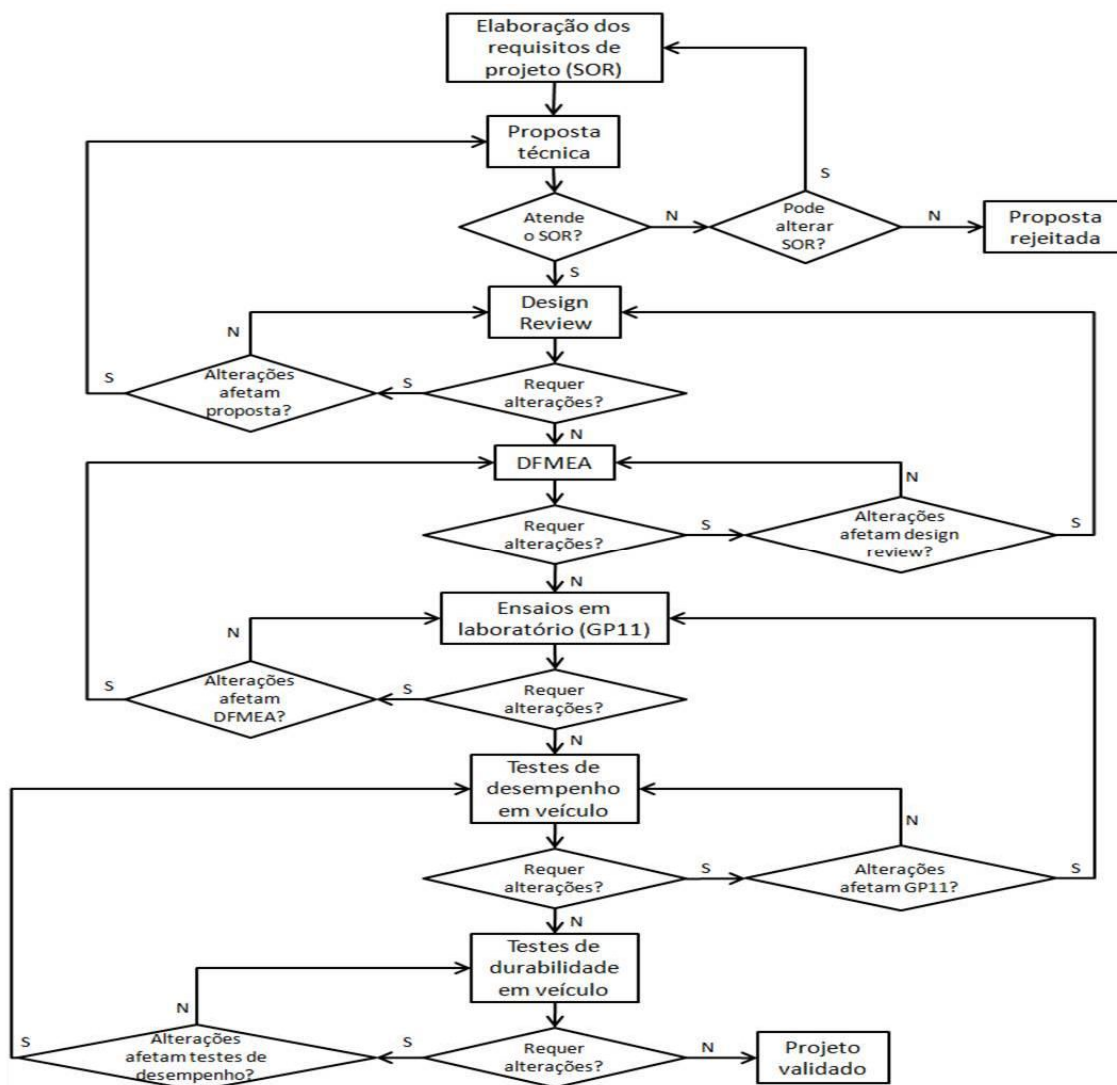 Elaboração dos
requisitos de
projeto (SOR)
Proposta
técnica
S
Atende
o SOR?
N
Pode
alterar
SOR?
N
Proposta
rejeitada
S
Design
Review
N
S
Alterações
afetam
proposta?
S
Requer
alterações?
N
DFMEA
N
Requer
alterações?
S
Alterações
afetam design
review?
S
N
Ensaios em
laboratório (GP11)
N
S
Alterações
afetam
DFMEA?
S
Requer
alterações?
N
Testes de
desempenho
em veículo
N
Requer
alterações?
S
Alterações
afetam GP11?
S
N
Testes de
durabilidade
em veículo
N
S
Alterações
afetam testes de
desempenho?
S
Requer
alterações?
N
Projeto
validado